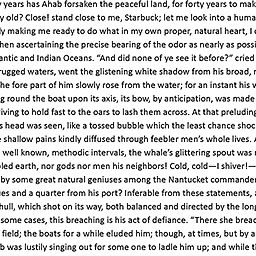 years has Ahab forsaken the peaceful land, for forty years to mak
y old? Close! stand close to me, Starbuck; let me look into a huma
ly making me ready to do what in my own proper, natural heart, I
hen ascertaining the precise bearing of the odor as nearly as possi
antic and Indian Oceans. “And did none of ye see it before?” cried
rugged waters, went the glistening white shadow from his broad,
he fore part of him slowly rose from the water; for an instant his v
g round the boat upon its axis, its bow, by anticipation, was made
iving to hold fast to the oars to lash them across. At that preludin
s head was seen, like a tossed bubble which the least chance shoc
e shallow pains kindly diffused through feebler men’s whole lives. A
well known, methodic intervals, the whale’s glittering spout was
bled earth, nor gods nor men his neighbors! Cold, cold—I shiver!—
by some great natural geniuses among the Nantucket commander
es and a quarter from his port? Inferable from these statements,
hull, which shot on its way, both balanced and directed by the long
some cases, this breaching is his act of defiance. “There she breac
field; the boats for a while eluded him; though, at times, but by a
b was lustily singing out for some one to ladle him up; and while th